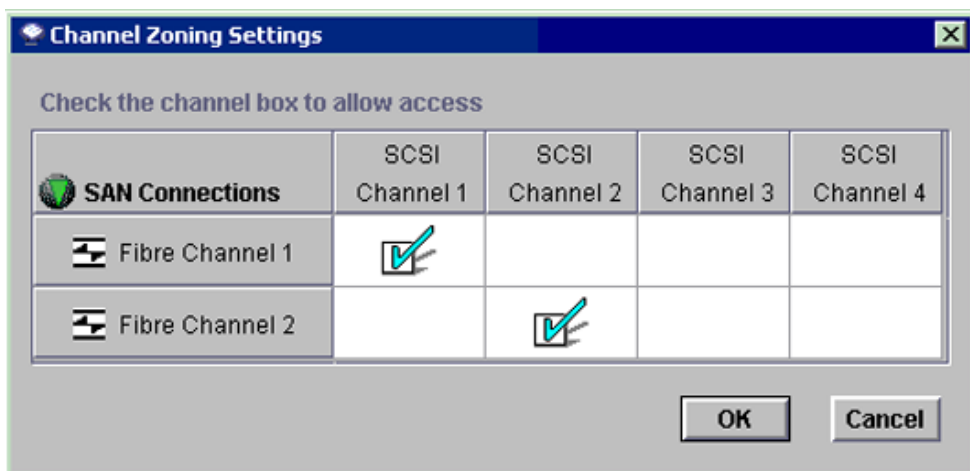 Channel Zoning Settings
Check the channel box to allow access
SAN Connections
SCSI Channel 1
SCSI Channel 2
SCSI Channel 3
SCSI Channel 4
Fibre Channel 1
Fibre Channel 2
OK
Cancel